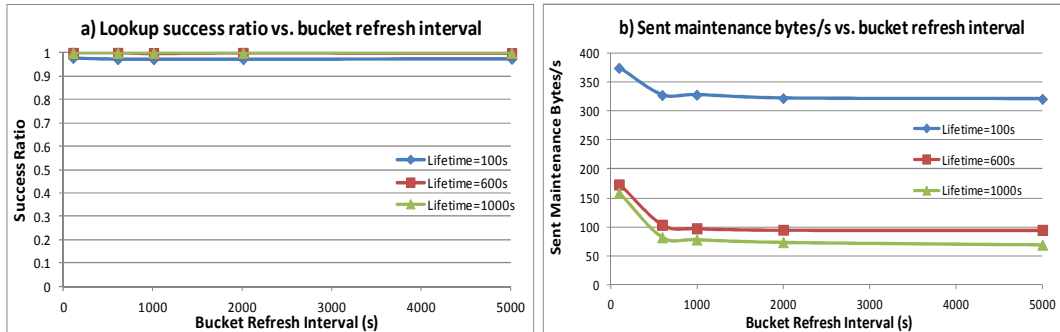 a) Lookup success ratio vs. bucket refresh interval
1
0.9
0.8
0.7
0.6
0.5
0.4
0.3
0.2
0.1
0
Success Ratio
Lifetime=100s
Lifetime=600s
Lifetime=1000s
0 1000 2000 3000 4000 5000
Bucket Refresh Interval (s)
b) Sent maintenance bytes/s vs. bucket refresh interval
400
350
300
250
200
150
100
50
0
Sent Maintenance Bytes/s
Lifetime=100s
Lifetime=600s
Lifetime=1000s
0 1000 2000 3000 4000 5000
Bucket Refresh Interval (s)